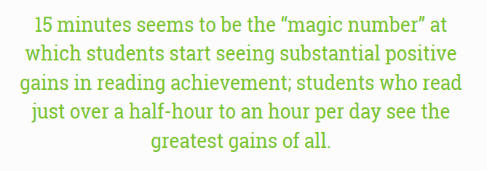 15 minutes seems to be the “magic number” at
which students start seeing substantial positive
gains in reading achievement; students who read
just over a half-hour to an hour per day see the
greatest gains of all.